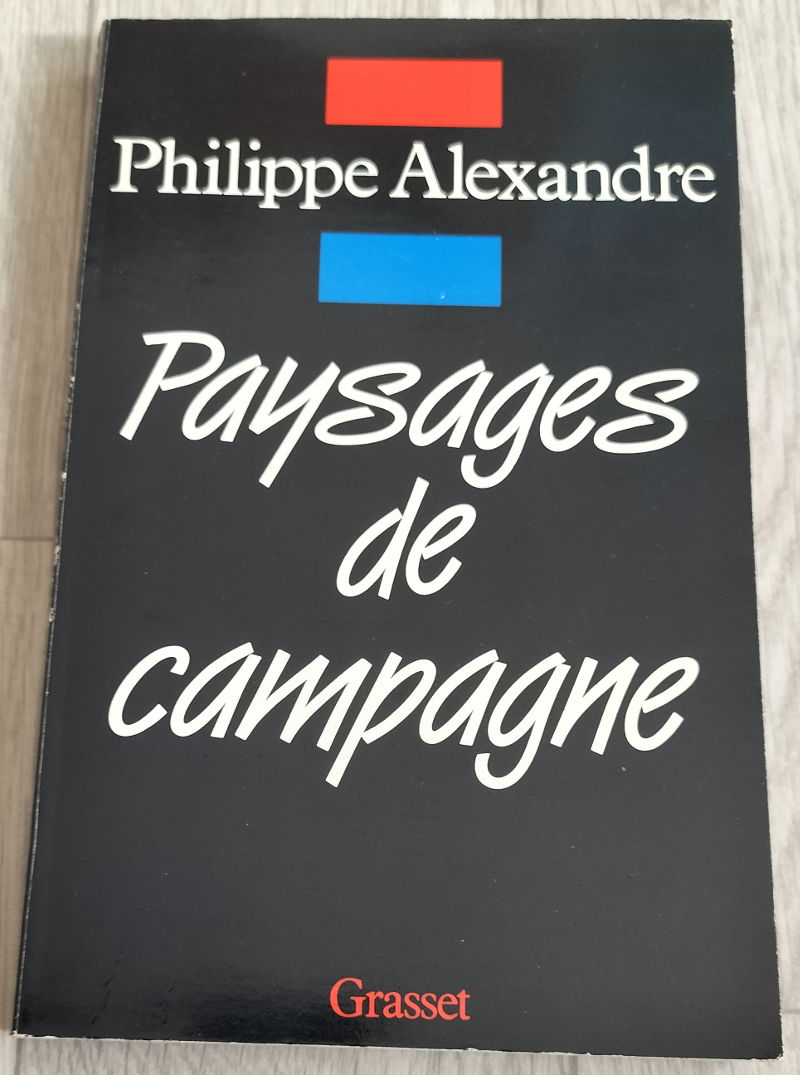 Philippe Alexandre
Paysages
de
campagne
Grasset